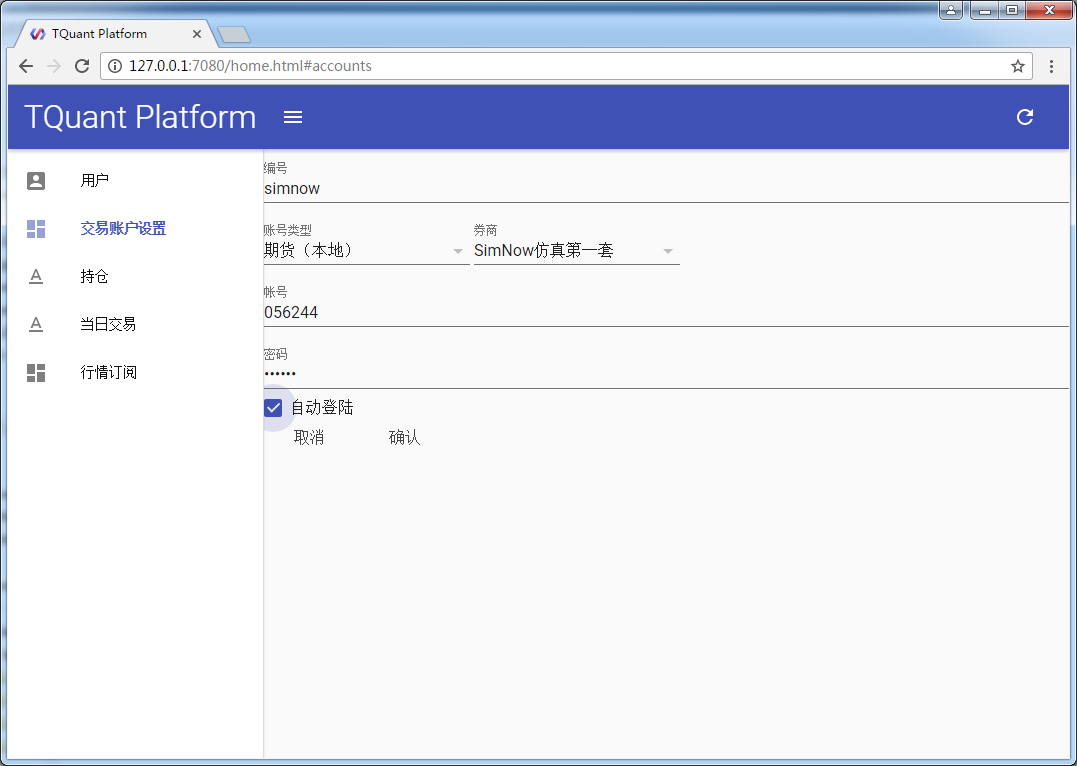 TQuant Platform
127.0.0.1:7080/home.html#accounts
TQuant Platform
用户
交易账户设置
持仓
当日交易
行情订阅
编号
simnow
账号类型
期货（本地）
券商
SimNow仿真第一套
帐号
056244
密码
••••••
自动登陆
取消
确认